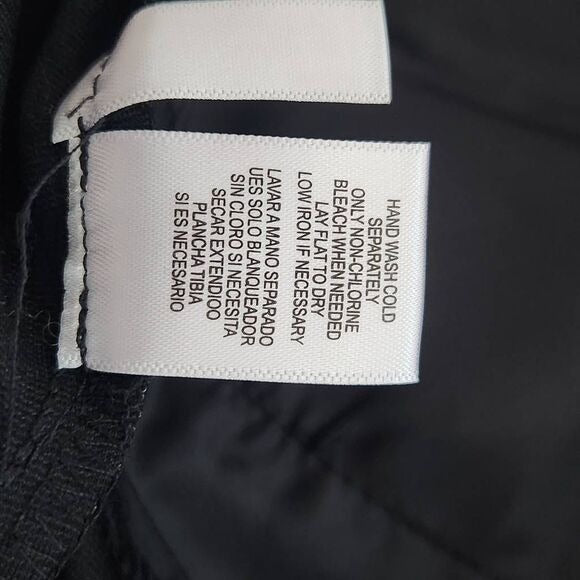 HAND WASH COLD
SEPARATELY
ONLY NON-CHLORINE
BLEACH WHEN NEEDED
LAY FLAT TO DRY
LOW IRON IF NECESSARY
LAVAR A MANO SEPARADO
UES SOLO BLANQUEADOR
SIN CLORO SI NECESITA
SECAR EXTENDIOO
PLANCHA TIBIA
SI ES NECESARIO